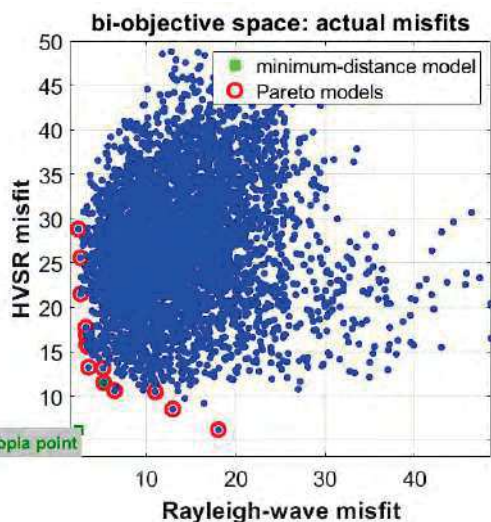 bi-objective space: actual misfits
minimum-distance model
Pareto models
50
45
40
35
30
25
20
15
10
HVSR misfit
opia point
10
20
30
40
Rayleigh-wave misfit